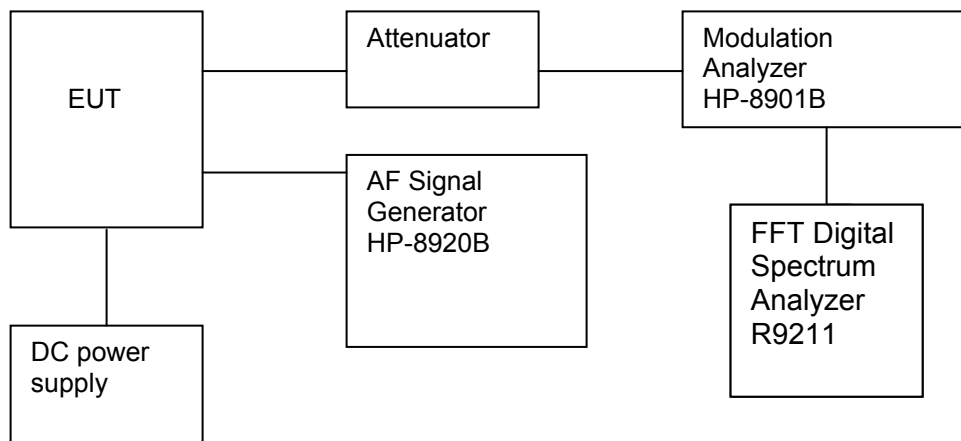 EUT
Attenuator
Modulation
Analyzer
HP-8901B
AF Signal
Generator
HP-8920B
FFT Digital
Spectrum
Analyzer
R9211
DC power
supply